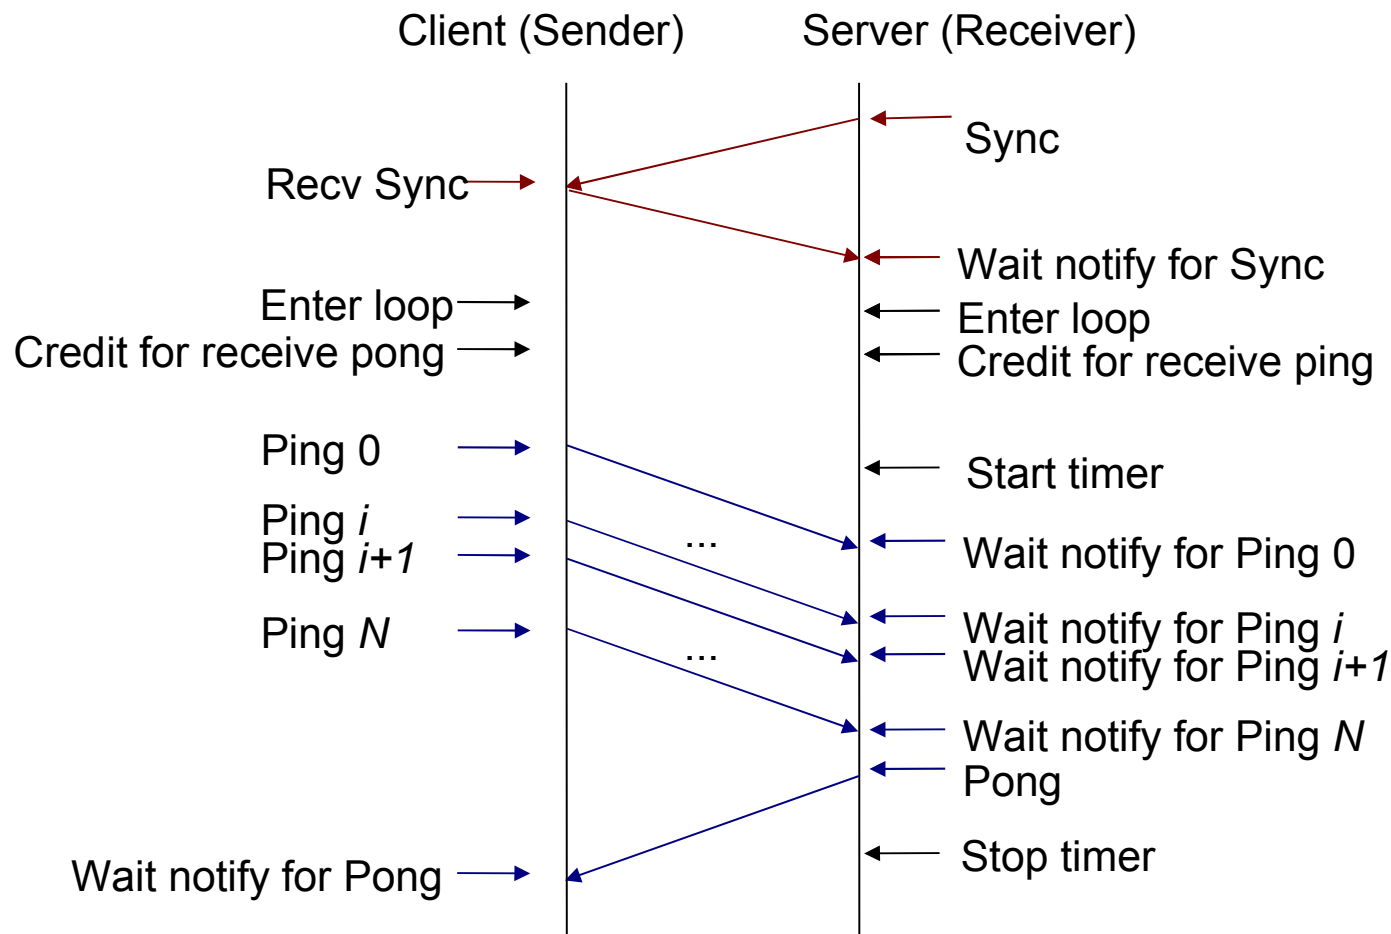 Client (Sender)
Server (Receiver)
Sync
Recv Sync
Wait notify for Sync
Enter loop
Enter loop
Credit for receive pong
Credit for receive ping
Ping 0
Start timer
Ping i
...
Ping i+1
Wait notify for Ping 0
Ping N
Wait notify for Ping i
...
Wait notify for Ping i+1
Wait notify for Ping N
Pong
Stop timer
Wait notify for Pong